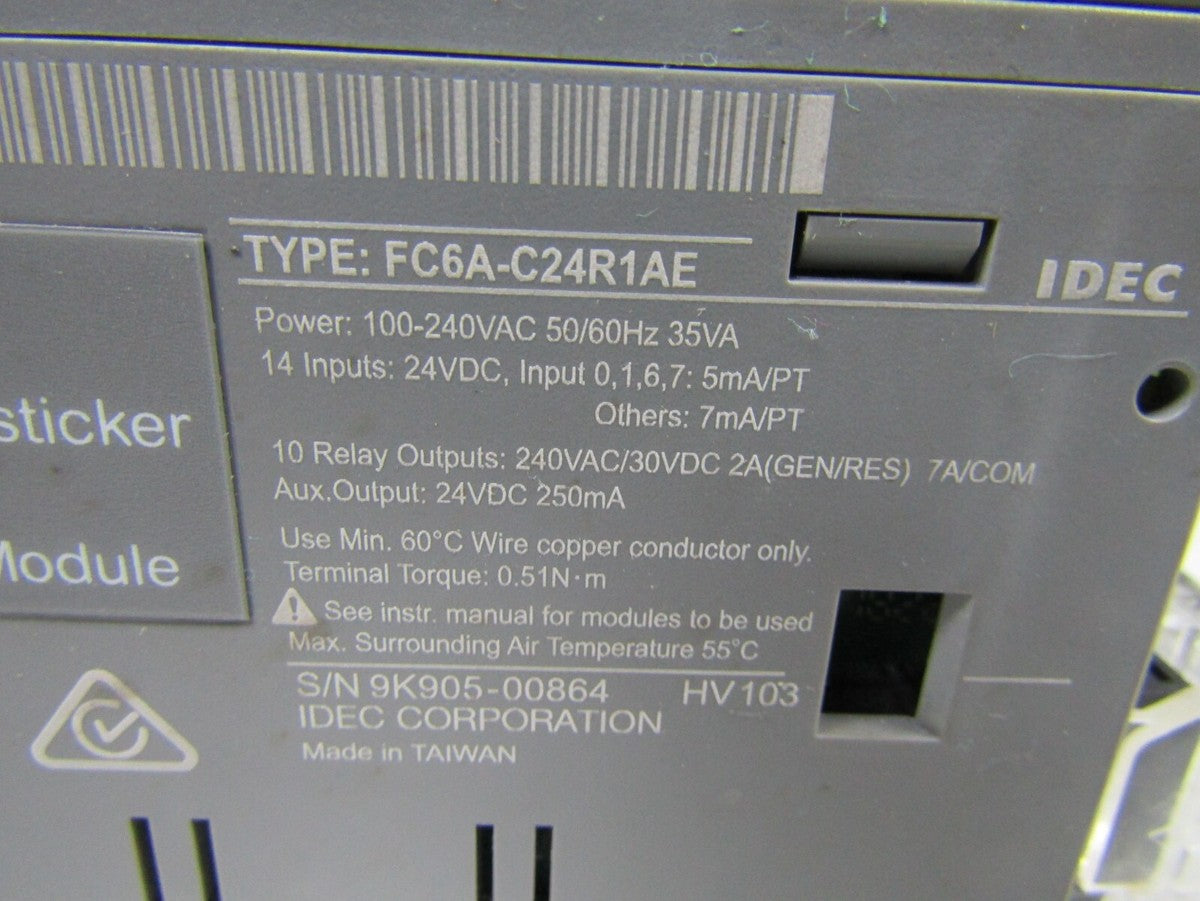 TYPE: FC6A-C24R1AE
IDEC
Power: 100-240VAC 50/60Hz 35VA
14 Inputs: 24VDC, Input 0,1,6,7: 5mA/PT
Others: 7mA/PT
sticker
10 Relay Outputs: 240VAC/30VDC 2A(GEN/RES) 7A/COM
Aux.Output: 24VDC 250mA
Use Min. 60°C Wire copper conductor only.
Module
Terminal Torque: 0.51N·m
See instr. manual for modules to be used
Max. Surrounding Air Temperature 55°C
S/N 9K905-00864 HV103
IDEC CORPORATION
Made in TAIWAN